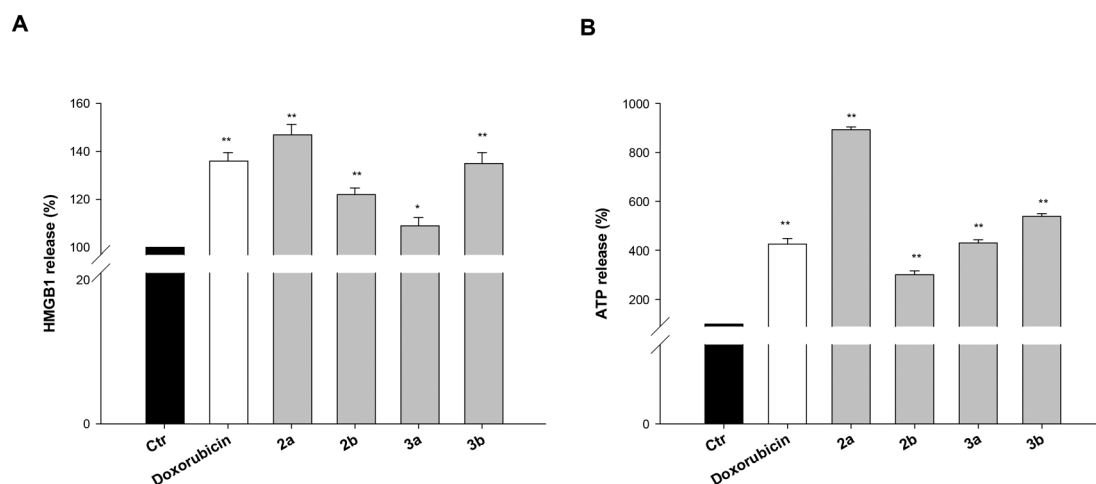 A
HMGB1 release (%)
160
140
120
100
20
0
**
**
**
*
**
Ctr
Doxorubicin
2a
2b
3a
3b
B
ATP release (%)
1000
800
600
400
200
0
**
**
**
**
**
Ctr
Doxorubicin
2a
2b
3a
3b